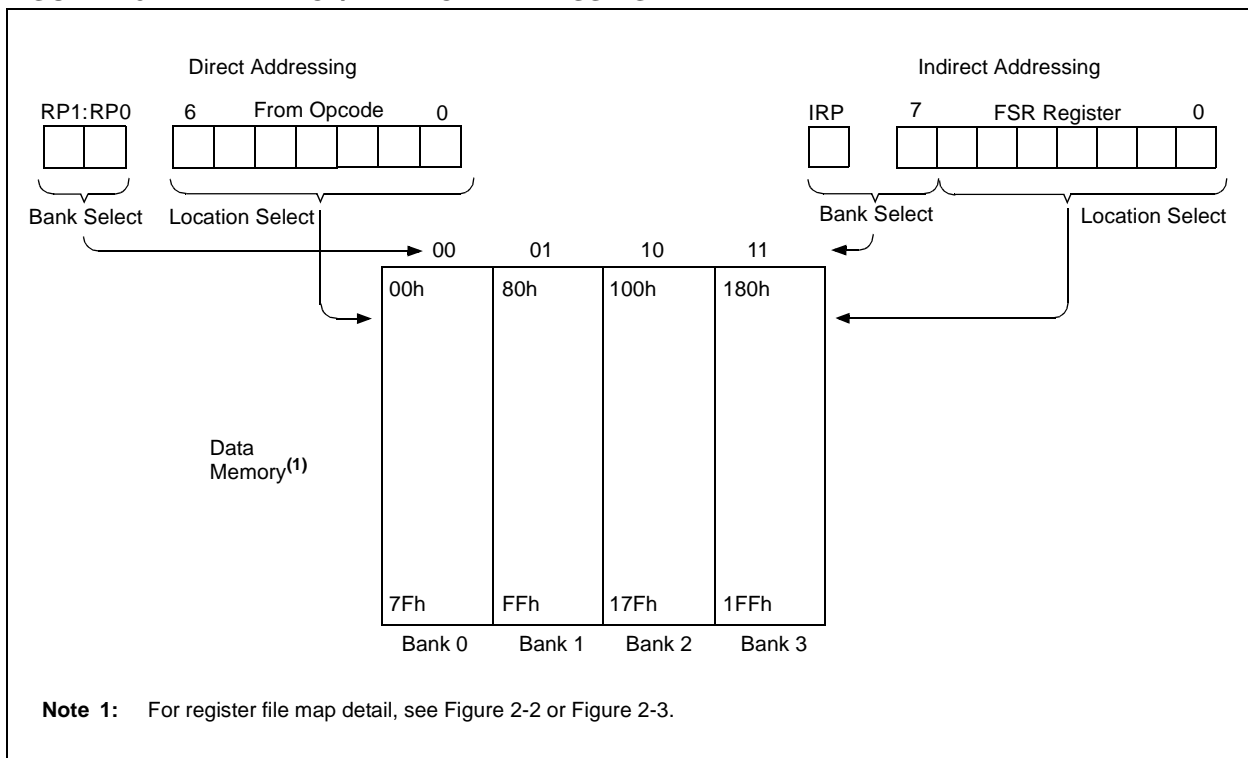 Direct Addressing
Indirect Addressing
RP1:RP0 6 From Opcode 0
IRP 7 FSR Register 0
Bank Select Location Select
Bank Select Location Select
00 01 10 11
00h 80h 100h 180h
Data
Memory(1)
7Fh FFh 17Fh 1FFh
Bank 0 Bank 1 Bank 2 Bank 3
Note 1: For register file map detail, see Figure 2-2 or Figure 2-3.